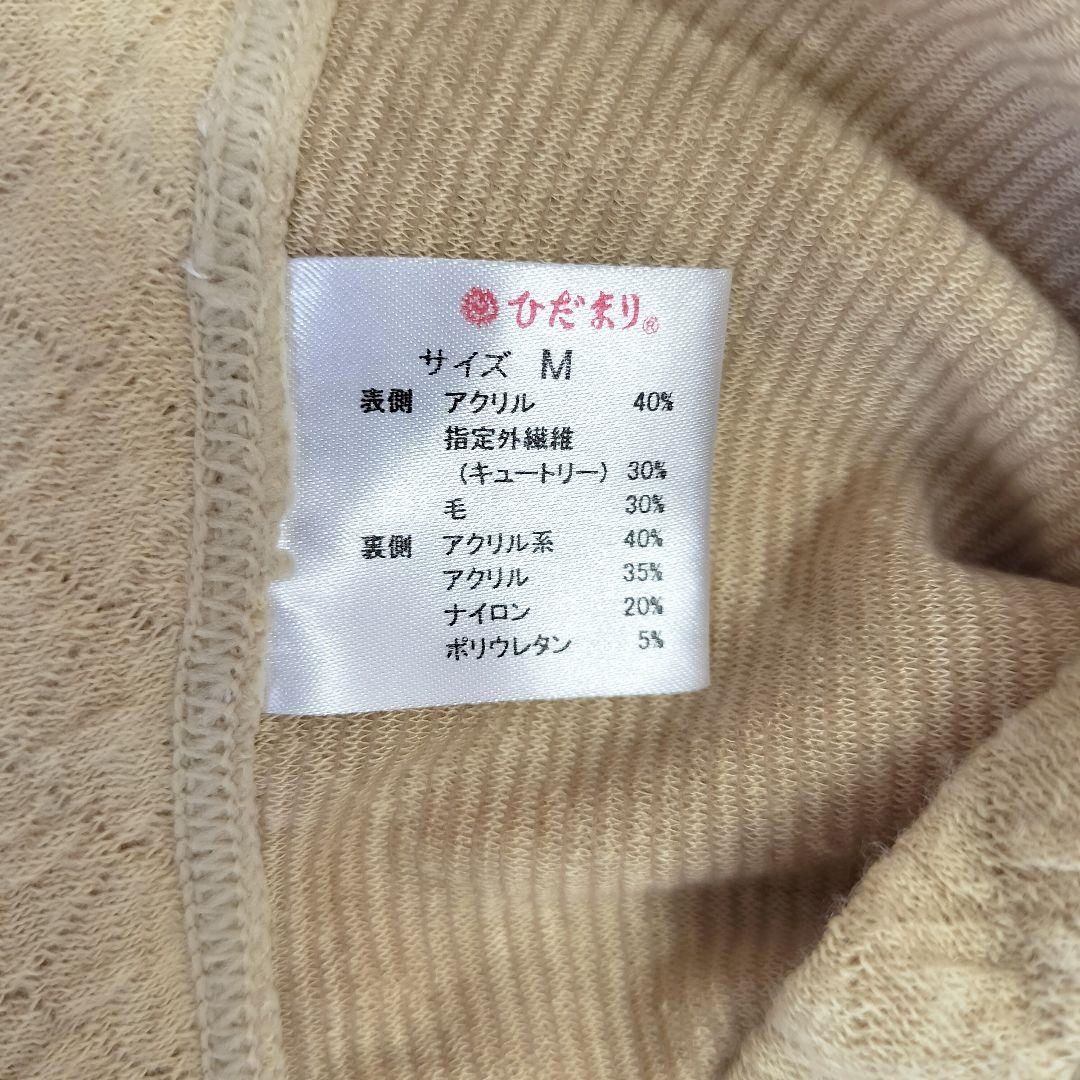 ひだまり®
サイズ M
表側 アクリル 40%
指定外繊維
(キュートリー) 30%
毛 30%
裏側 アクリル系 40%
アクリル 35%
ナイロン 20%
ポリウレタン 5%